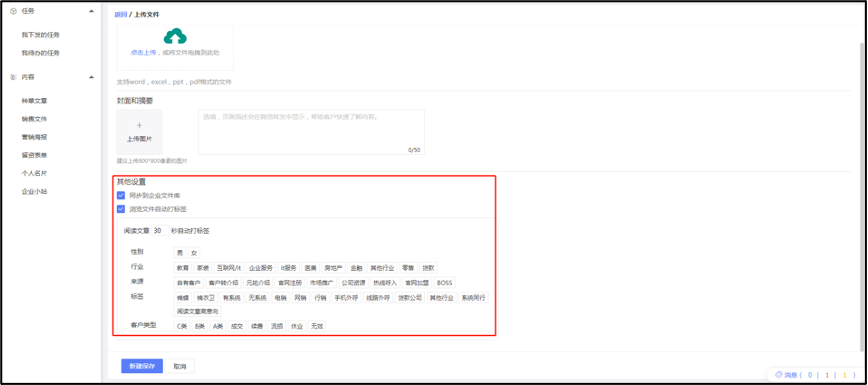 任务
我下发的任务
我待办的任务
内容
种草文章
销售文件
营销海报
留资表单
个人名片
企业小站
返回 / 上传文件
点击上传，或将文件拖拽到此处
支持word，excel，ppt，pdf格式的文件
封面和摘要
+
上传图片
选填，页面描述会在微信转发中显示，帮助客户快速了解内容。
0/50
建议上传800*800像素的图片
其他设置
同步到企业文件库
浏览文件自动打标签
阅读文章 30 秒自动打标签
性别 男 女
行业 教育 家装 互联网/it 企业服务 it服务 医美 房地产 金融 其他行业 零售 贷款
来源 自有客户 客户转介绍 元祐介绍 官网注册 市场推广 公司资源 热线呼入 官网加盟 BOSS
标签 有系统 无系统 电销 网销 行销 手机外呼 线路外呼 贷款公司 其他行业 系统同行
阅读文章高意向
客户类型 C类 B类 A类 成交 续费 流损 休业 无效
新建保存 取消
消息 ( 0 | 1 | 1 )